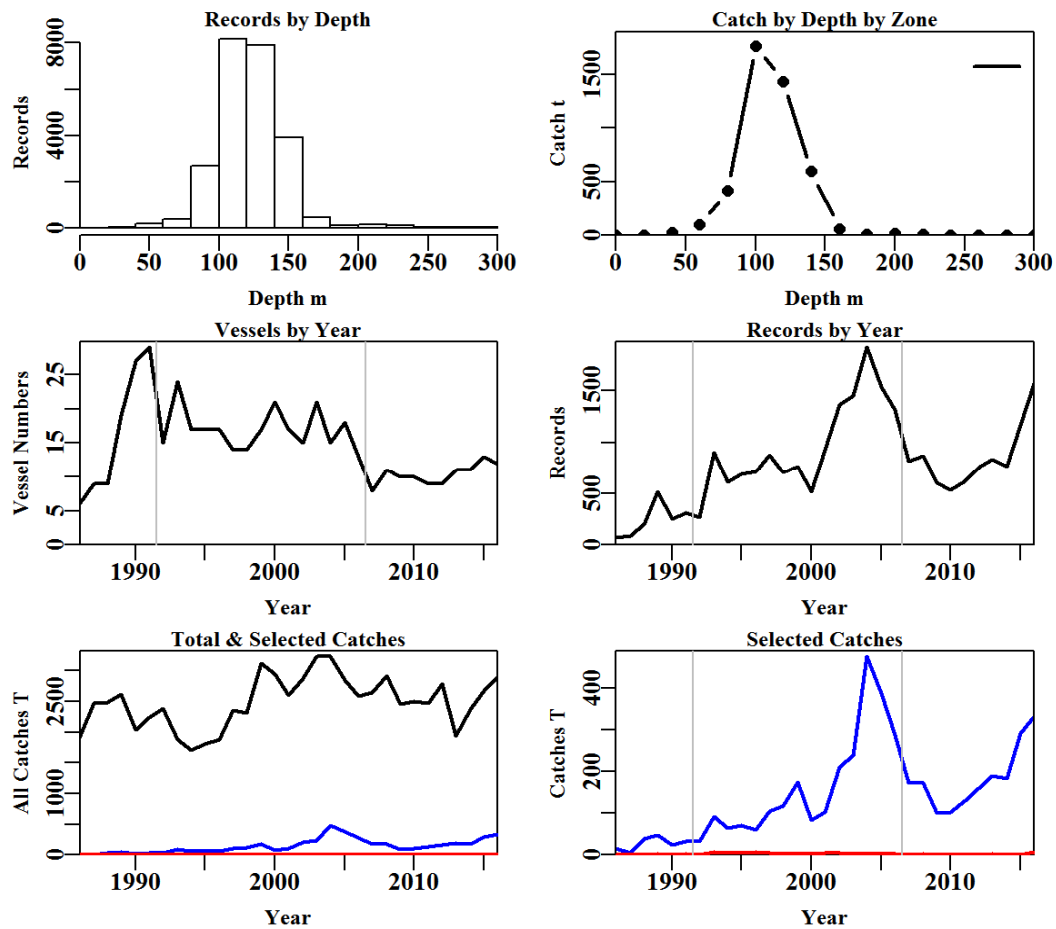 Records by Depth
Records
0 4000 8000
0 50 100 150 200 250 300
Depth m
Catch by Depth by Zone
Catch t
0 500 1500
0 50 100 150 200 250 300
Depth m
Vessels by Year
Vessel Numbers
0 5 15 25
1990 2000 2010
Year
Records by Year
Records
0 500 1500
1990 2000 2010
Year
Total & Selected Catches
All Catches T
0 1000 2500
1990 2000 2010
Year
Selected Catches
Catches T
0 200 400
1990 2000 2010
Year